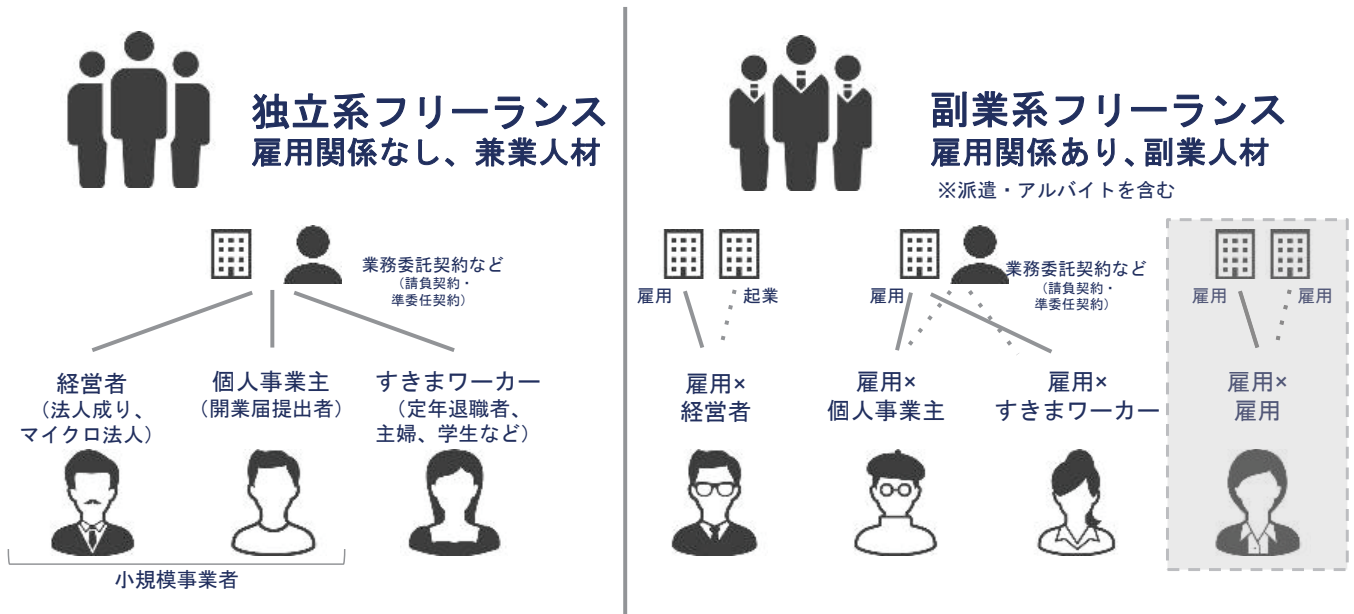 独立系フリーランス
雇用関係なし、兼業人材
業務委託契約など
（請負契約・
準委任契約）
経営者
（法人成り、
マイクロ法人）
個人事業主
（開業届提出者）
すきまワーカー
（定年退職者、
主婦、学生など）
小規模事業者
副業系フリーランス
雇用関係あり、副業人材
※派遣・アルバイトを含む
雇用
起業
雇用×
経営者
雇用
業務委託契約など
（請負契約・
準委任契約）
雇用×
個人事業主
雇用×
すきまワーカー
雇用
雇用
雇用×
雇用